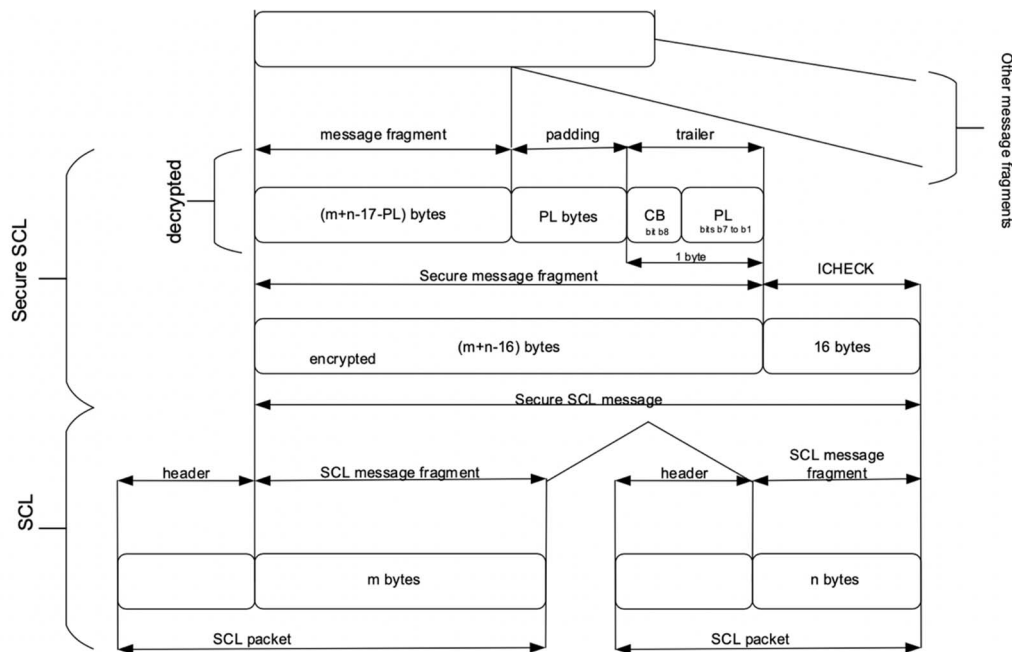 Other message fragments
message fragment
padding
trailer
decrypted
(m+n-17-PL) bytes
PL bytes
CB
bit b8
PL
bits b7 to b1
1 byte
Secure SCL
Secure message fragment
ICHECK
encrypted
(m+n-16) bytes
16 bytes
Secure SCL message
SCL
header
SCL message fragment
header
SCL message
fragment
m bytes
n bytes
SCL packet
SCL packet